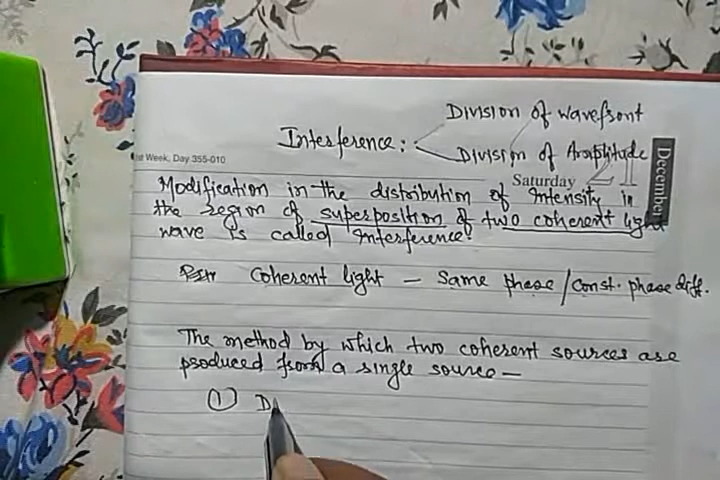 Division of wavefront
Interference:
Division of Amplitude
1st Week, Day 355-010
Saturday
December
Modification in the distribution of Intensity in
the region of superposition of two coherent light
wave is called Interference.
Coherent light — Same phase/const. phase diff.
The method by which two coherent sources are
produced from a single source —
① D